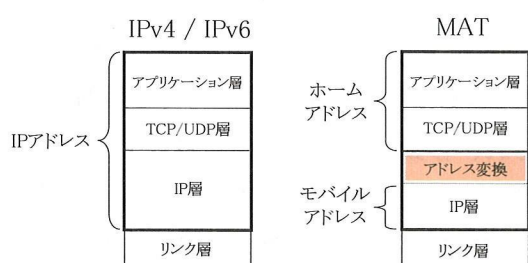 IPv4 / IPv6
IPアドレス
アプリケーション層
TCP/UDP層
IP層
リンク層
MAT
ホーム
アドレス
モバイル
アドレス
アプリケーション層
TCP/UDP層
アドレス変換
IP層
リンク層